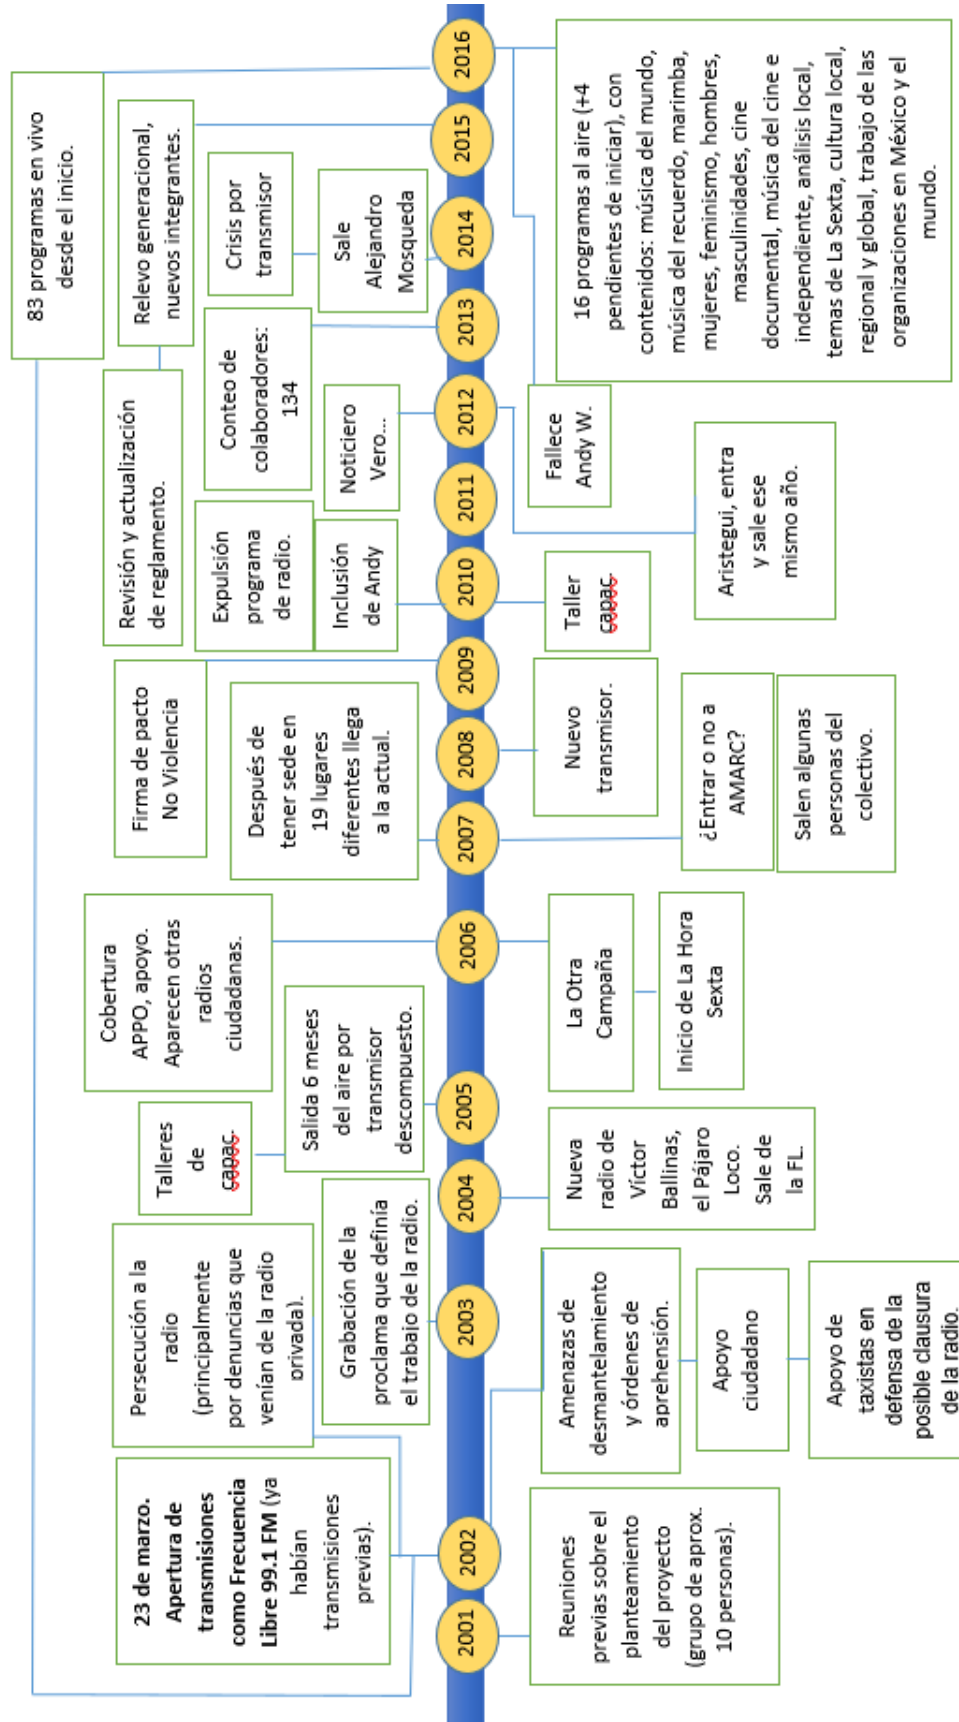 83 programas en vivo
desde el inicio.
Relevo generacional,
nuevos integrantes.
Revisión y actualización
de reglamento.
Crisis por
transmisor
Sale
Alejandro
Mosqueda
Conteo de
colaboradores:
134
Noticiero
Vero...
Expulsión
programa
de radio.
Inclusión
de Andy
Firma de pacto
No Violencia
Después de
tener sede en
19 lugares
diferentes llega
a la actual.
Cobertura
APPO, apoyo.
Aparecen otras
radios
ciudadanas.
Salida 6 meses
del aire por
transmisor
descompuesto.
Talleres
de
capac.
Persecución a la
radio
(principalmente
por denuncias que
venían de la radio
privada).
Grabación de la
proclama que definía
el trabajo de la radio.
23 de marzo.
Apertura de
transmisiones
como Frecuencia
Libre 99.1 FM (ya
habían
transmisiones
previas).
2001
2002
2003
2004
2005
2006
2007
2008
2009
2010
2011
2012
2013
2014
2015
2016
Reuniones
previas sobre el
planteamiento
del proyecto
(grupo de aprox.
10 personas).
Amenazas de
desmantelamiento
y órdenes de
aprehensión.
Apoyo
ciudadano
Apoyo de
taxistas en
defensa de la
posible clausura
de la radio.
Nueva
radio de
Víctor
Ballinas,
el Pájaro
Loco.
Sale de
la FL.
La Otra
Campaña
Inicio de La Hora
Sexta
¿Entrar o no a
AMARC?
Salen algunas
personas del
colectivo.
Nuevo
transmisor.
Taller
capac.
Aristegui, entra
y sale ese
mismo año.
Fallece
Andy W.
16 programas al aire (+4
pendientes de iniciar), con
contenidos: música del mundo,
música del recuerdo, marimba,
mujeres, feminismo, hombres,
masculinidades, cine
documental, música del cine e
independiente, análisis local,
temas de La Sexta, cultura local,
regional y global, trabajo de las
organizaciones en México y el
mundo.